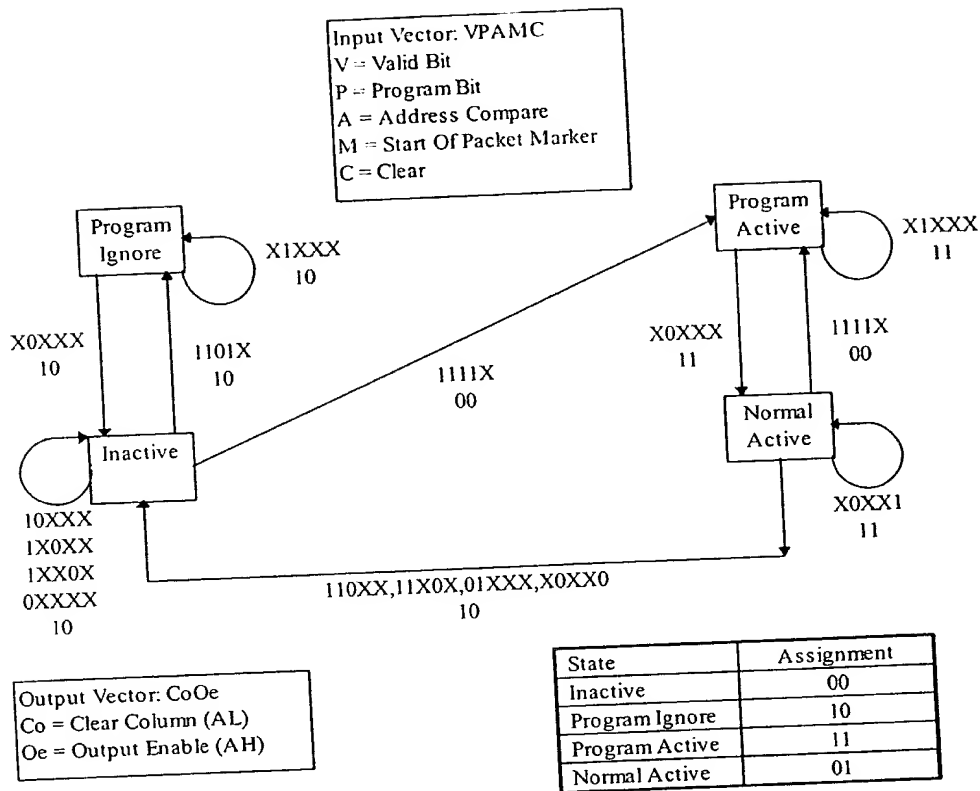 Input Vector: VPAMC
V = Valid Bit
P = Program Bit
A = Address Compare
M = Start Of Packet Marker
C = Clear
Program
Ignore
X1XXX
10
Program
Active
X1XXX
11
X0XXX
10
1101X
10
1111X
00
X0XXX
11
1111X
00
Inactive
Normal
Active
10XXX
1X0XX
1XX0X
0XXXX
10
X0XX1
11
110XX,11X0X,01XXX,X0XX0
10
Output Vector: CoOe
Co = Clear Column (AL)
Oe = Output Enable (AH)
State Assignment
Inactive 00
Program Ignore 10
Program Active 11
Normal Active 01